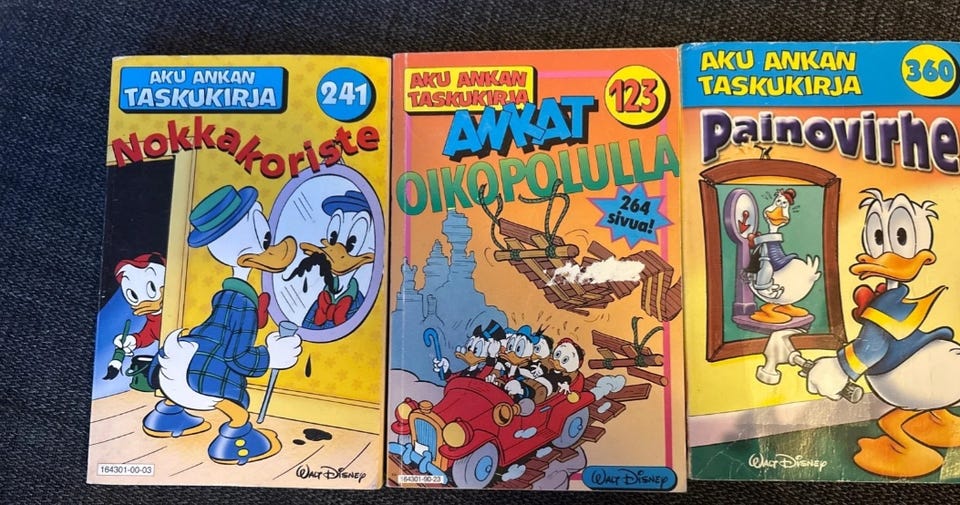 AKU ANKAN
TASKUKIRJA
241
Nokkakoriste
164301-00-03
WALT DISNEY
AKU ANKAN
TASKUKIRJA
123
ANKAT
OIKOPOLULLA
264
sivua!
164301-90-23
WALT DISNEY
AKU ANKAN
TASKUKIRJA
360
Painovirhe
WALT DISNEY